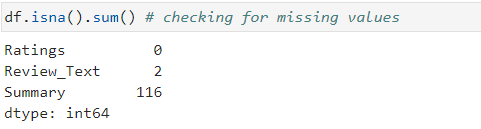 df.isna().sum() # checking for missing values
Ratings 0
Review_Text 2
Summary 116
dtype: int64